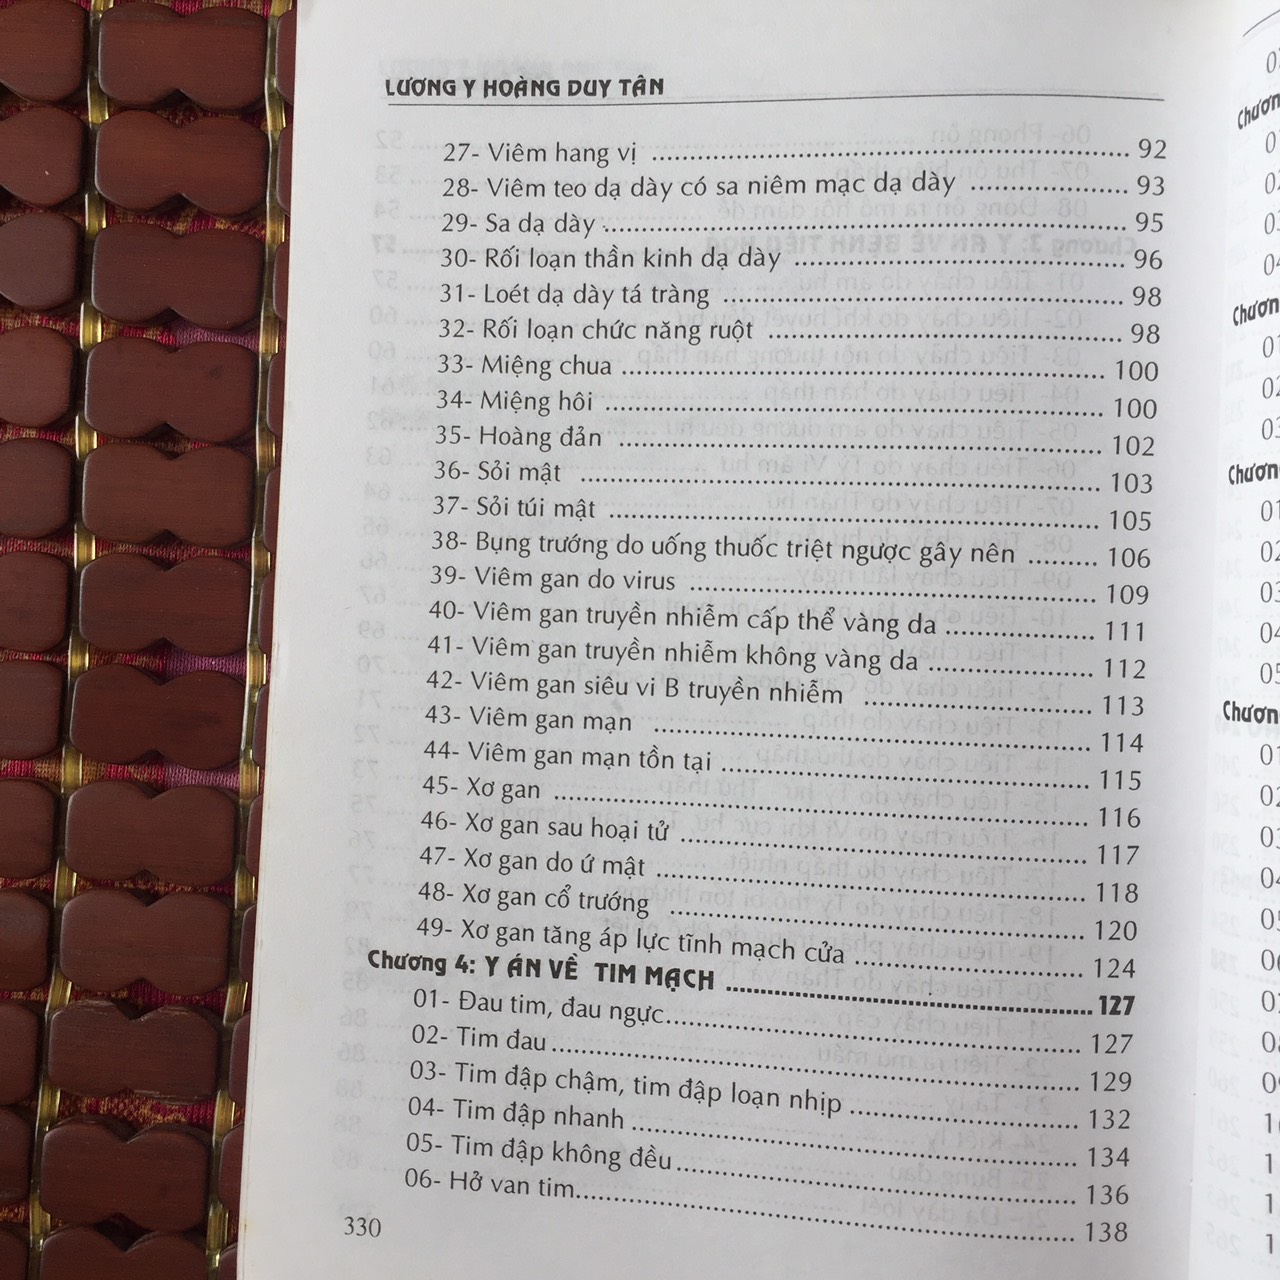 LƯƠNG Y HOÀNG DUY TÂN
27- Viêm hang vị ........ 92
28- Viêm teo dạ dày có sa niêm mạc dạ dày ........ 93
29- Sa dạ dày ........ 95
30- Rối loạn thần kinh dạ dày ........ 96
31- Loét dạ dày tá tràng ........ 98
32- Rối loạn chức năng ruột ........ 98
33- Miệng chua ........ 100
34- Miệng hôi ........ 100
35- Hoàng đản ........ 102
36- Sỏi mật ........ 103
37- Sỏi túi mật ........ 105
38- Bụng trướng do uống thuốc triệt ngược gây nên ........ 106
39- Viêm gan do virus ........ 109
40- Viêm gan truyền nhiễm cấp thể vàng da ........ 111
41- Viêm gan truyền nhiễm không vàng da ........ 112
42- Viêm gan siêu vi B truyền nhiễm ........ 113
43- Viêm gan mạn ........ 114
44- Viêm gan mạn tồn tại ........ 115
45- Xơ gan ........ 116
46- Xơ gan sau hoại tử ........ 117
47- Xơ gan do ứ mật ........ 118
48- Xơ gan cổ trướng ........ 120
49- Xơ gan tăng áp lực tĩnh mạch cửa ........ 124
Chương 4: Y ÁN VỀ TIM MẠCH ........ 127
01- Đau tim, đau ngực ........ 127
02- Tim đau ........ 129
03- Tim đập chậm, tim đập loạn nhịp ........ 132
04- Tim đập nhanh ........ 134
05- Tim đập không đều ........ 136
06- Hở van tim ........ 138
330